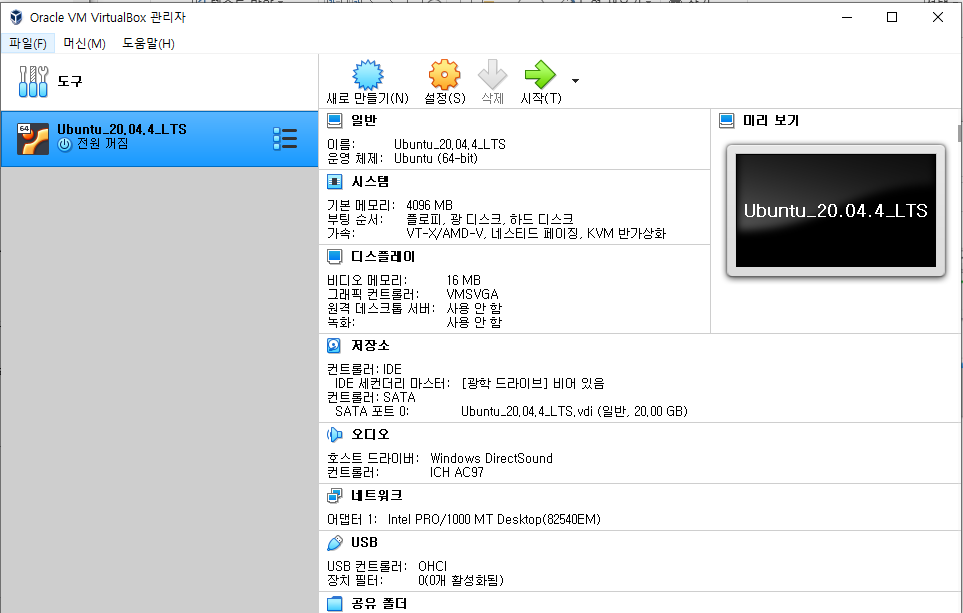 Oracle VM VirtualBox 관리자
파일(F) 머신(M) 도움말(H)
도구
새로 만들기(N) 설정(S) 삭제 시작(T)
64
Ubuntu_20.04.4_LTS
전원 꺼짐
일반
이름: Ubuntu_20.04.4_LTS
운영 체제: Ubuntu (64-bit)
미리 보기
Ubuntu_20.04.4_LTS
시스템
기본 메모리: 4096 MB
부팅 순서: 플로피, 광 디스크, 하드 디스크
가속: VT-x/AMD-V, 네스티드 페이징, KVM 반가상화
디스플레이
비디오 메모리: 16 MB
그래픽 컨트롤러: VMSVGA
원격 데스크톱 서버: 사용 안 함
녹화: 사용 안 함
저장소
컨트롤러: IDE
IDE 세컨더리 마스터: [광학 드라이브] 비어 있음
컨트롤러: SATA
SATA 포트 0: Ubuntu_20.04.4_LTS.vdi (일반, 20.00 GB)
오디오
호스트 드라이버: Windows DirectSound
컨트롤러: ICH AC97
네트워크
어댑터 1: Intel PRO/1000 MT Desktop(82540EM)
USB
USB 컨트롤러: OHCI
장치 필터: 0(0개 활성화됨)
공유 폴더